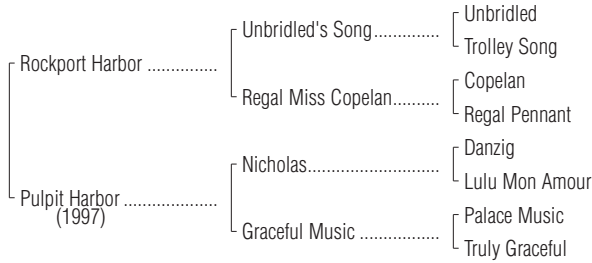 Unbridled
Unbridled's Song..............
Trolley Song
Rockport Harbor ...............
Copelan
Regal Miss Copelan..........
Regal Pennant
Danzig
Nicholas............................
Lulu Mon Amour
Pulpit Harbor ....................
(1997)
Palace Music
Graceful Music .................
Truly Graceful